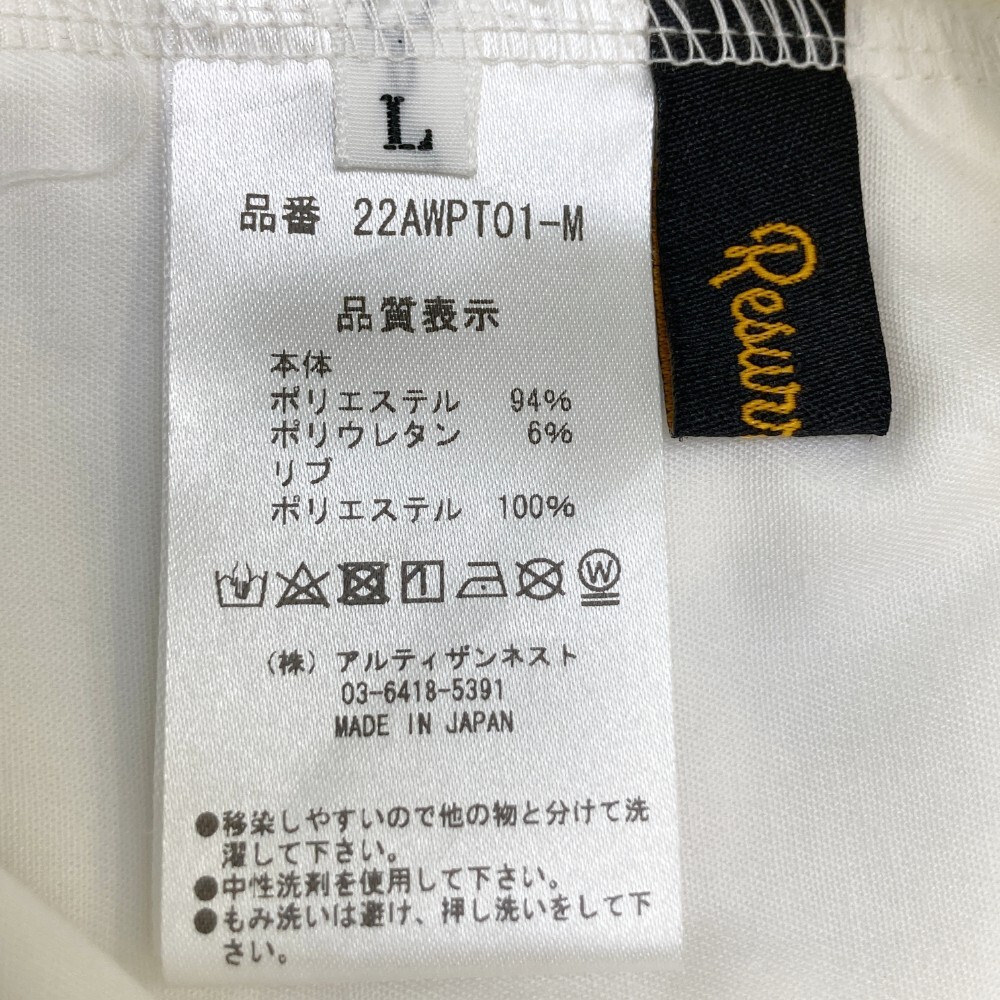 L
品番 22AWPT01-M
品質表示
本体
ポリエステル 94%
ポリウレタン 6%
リブ
ポリエステル 100%
W
(株) アルティザンネスト
03-6418-5391
MADE IN JAPAN
●移染しやすいので他の物と分けて洗
濯して下さい。
●中性洗剤を使用して下さい。
●もみ洗いは避け、押し洗いをして下
さい。